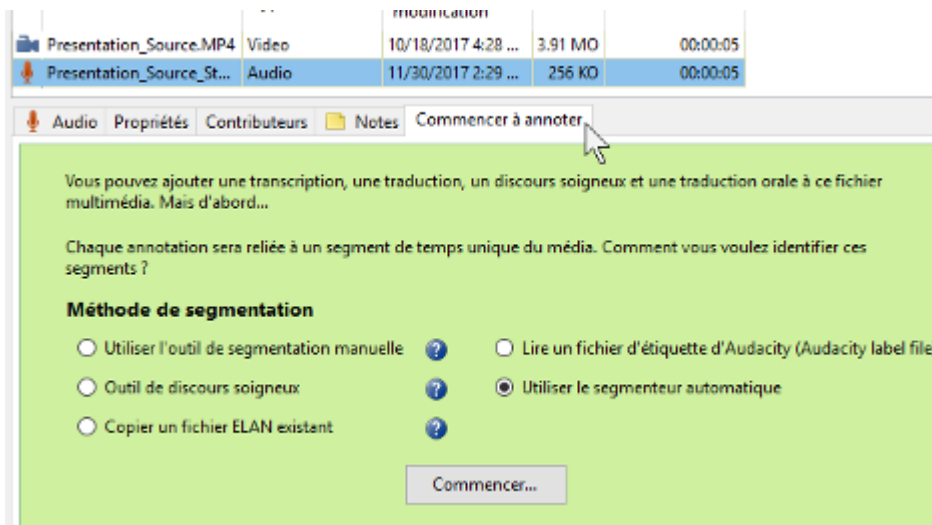 modification
Presentation_Source.MP4 Video 10/18/2017 4:28 ... 3.91 MO 00:00:05
Presentation_Source_St... Audio 11/30/2017 2:29 ... 256 KO 00:00:05
Audio Propriétés Contributeurs Notes Commencer à annoter
Vous pouvez ajouter une transcription, une traduction, un discours soigneux et une traduction orale à ce fichier
multimédia. Mais d'abord...
Chaque annotation sera reliée à un segment de temps unique du média. Comment vous voulez identifier ces
segments ?
Méthode de segmentation
Utiliser l'outil de segmentation manuelle ? Lire un fichier d'étiquette d'Audacity (Audacity label file
Outil de discours soigneux ? Utiliser le segmenteur automatique
Copier un fichier ELAN existant ?
Commencer...